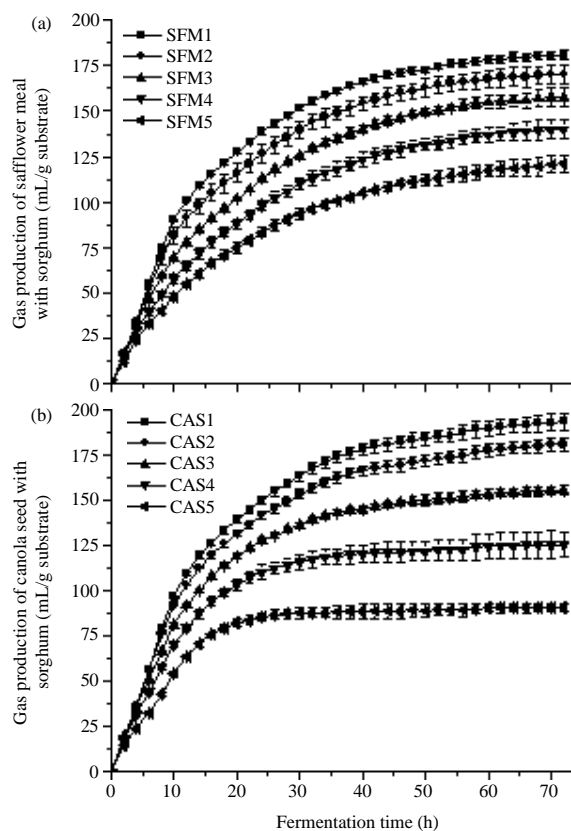 (a)
200
175
150
125
100
75
50
25
0
SFM1
SFM2
SFM3
SFM4
SFM5
Gas production of safflower meal
with sorghum (mL/g substrate)
(b)
200
175
150
125
100
75
50
25
0
CAS1
CAS2
CAS3
CAS4
CAS5
Gas production of canola seed with
sorghum (mL/g substrate)
0 10 20 30 40 50 60 70
Fermentation time (h)